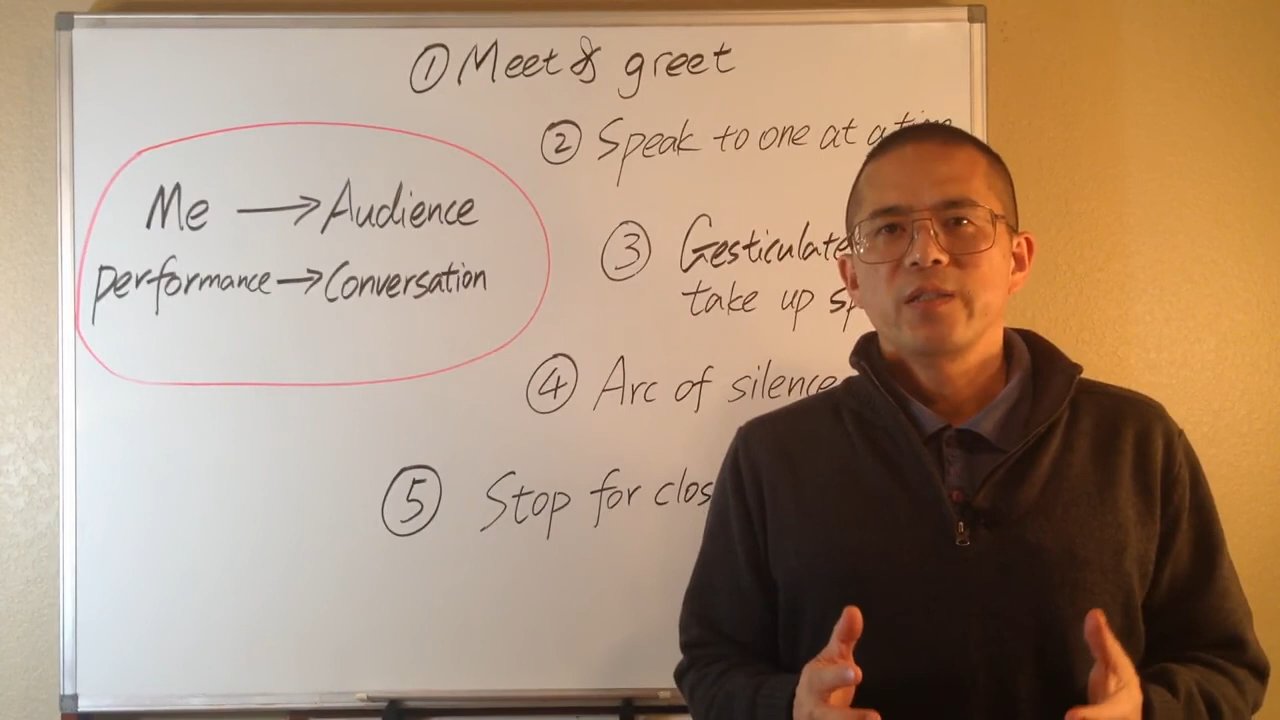 ① Meet & greet
② Speak to one at a time
Me → Audience
performance → Conversation
③ Gesticulate
take up
④ Arc of silence
⑤ Stop for